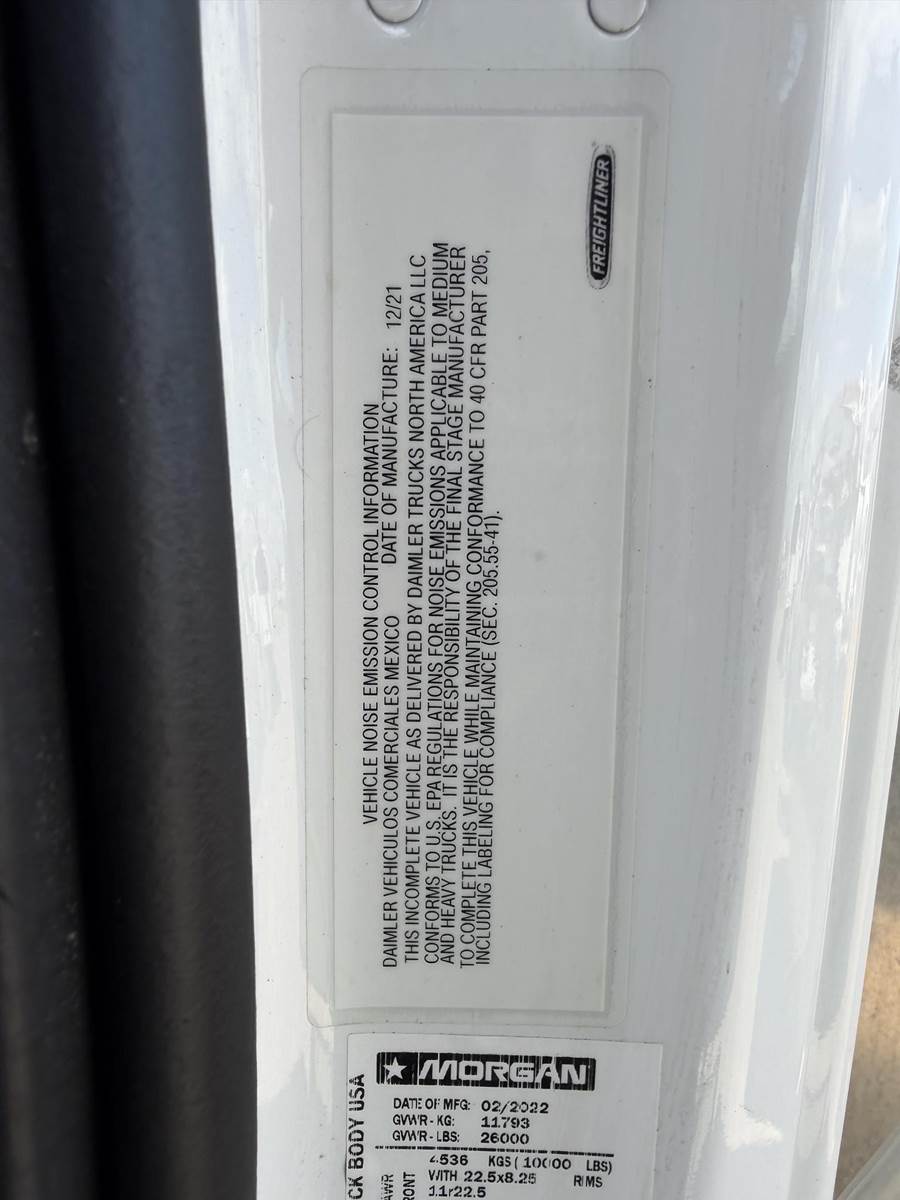 VEHICLE NOISE EMISSION CONTROL INFORMATION
DAIMLER VEHICULOS COMERCIALES MEXICO DATE OF MANUFACTURE: 12/21
THIS INCOMPLETE VEHICLE AS DELIVERED BY DAIMLER TRUCKS NORTH AMERICA LLC
CONFORMS TO U.S. EPA REGULATIONS FOR NOISE EMISSIONS APPLICABLE TO MEDIUM
AND HEAVY TRUCKS. IT IS THE RESPONSIBILITY OF THE FINAL STAGE MANUFACTURER
TO COMPLETE THIS VEHICLE WHILE MAINTAINING CONFORMANCE TO 40 CFR PART 205,
INCLUDING LABELING FOR COMPLIANCE (SEC. 205.55-41).
FREIGHTLINER
MORGAN
DATE OF MFG: 02/2022
GVWR - KG: 11793
GVWR - LBS: 26000
4536 KGS ( 10000 LBS)
WITH 22.5x8.25 RIMS
11r22.5
CK BODY USA
AWR
RONT